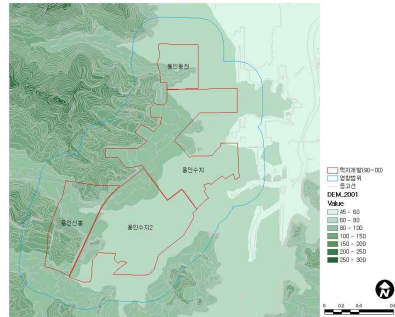 용인동천
용인수지
용인신봉
용인수지2
택지개발(90~00)
영향범위
등고선
DEM_2001
Value
45 - 60
60 - 80
80 - 100
100 - 150
150 - 200
200 - 250
250 - 300
N
0 0.2 0.4 0.8